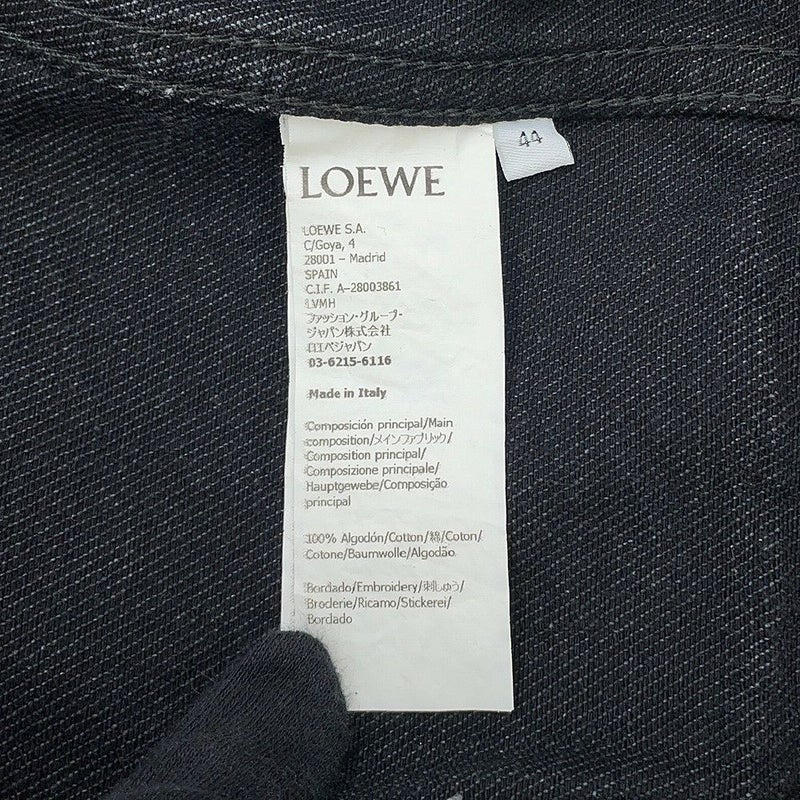 44
LOEWE
LOEWE S.A.
C/Goya, 4
28001 – Madrid
SPAIN
C.I.F. A-28003861
LVMH
ファッション・グループ・
ジャパン株式会社
ロエベジャパン
03-6215-6116
Made in Italy
Composición principal/Main
composition/メインファブリック/
Composition principal/
Composizione principale/
Hauptgewebe/Composição
principal
100% Algodón/Cotton/綿/Coton/
Cotone/Baumwolle/Algodão
Bordado/Embroidery/刺しゅう/
Broderie/Ricamo/Stickerei/
Bordado